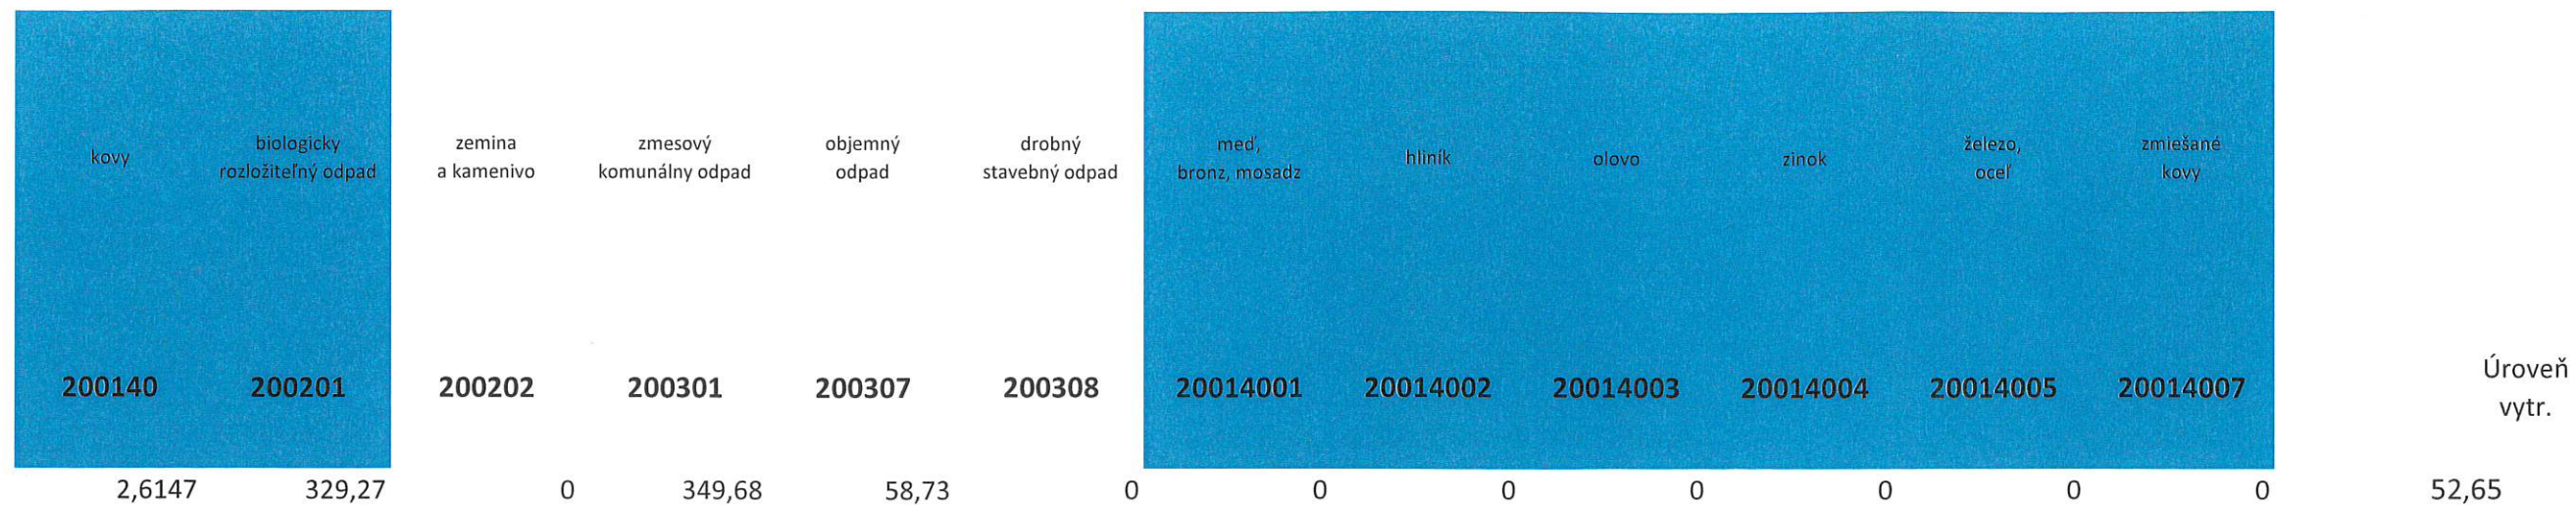 kovy
biologicky
rozložiteľný odpad
zemina
a kamenivo
zmesový
komunálny odpad
objemný
odpad
drobný
stavebný odpad
meď,
bronz, mosadz
hliník
olovo
zinok
železo,
oceľ
zmiešané
kovy
200140 200201 200202 200301 200307 200308 20014001 20014002 20014003 20014004 20014005 20014007
Úroveň
vytr.
2,6147 329,27 0 349,68 58,73 0 0 0 0 0 0 0 52,65